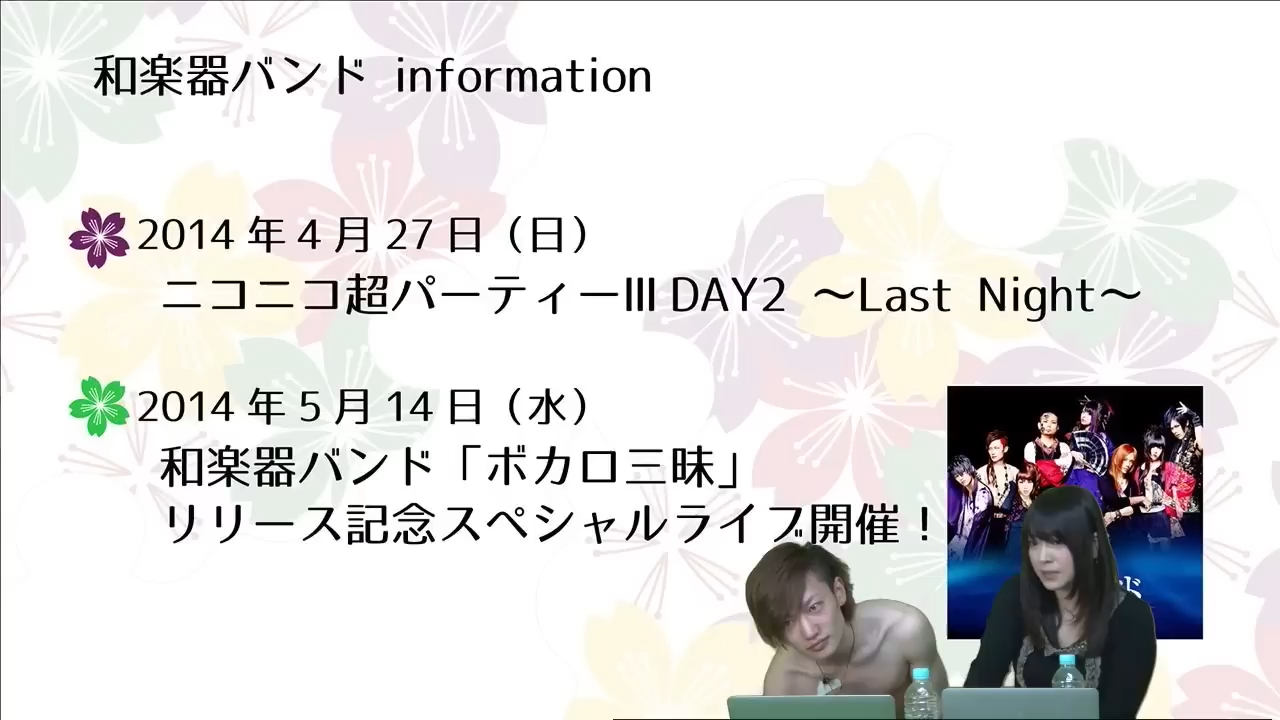 和楽器バンド information
2014年4月27日（日）
ニコニコ超パーティーⅢ DAY2 ～Last Night～
2014年5月14日（水）
和楽器バンド「ボカロ三昧」
リリース記念スペシャルライブ開催！